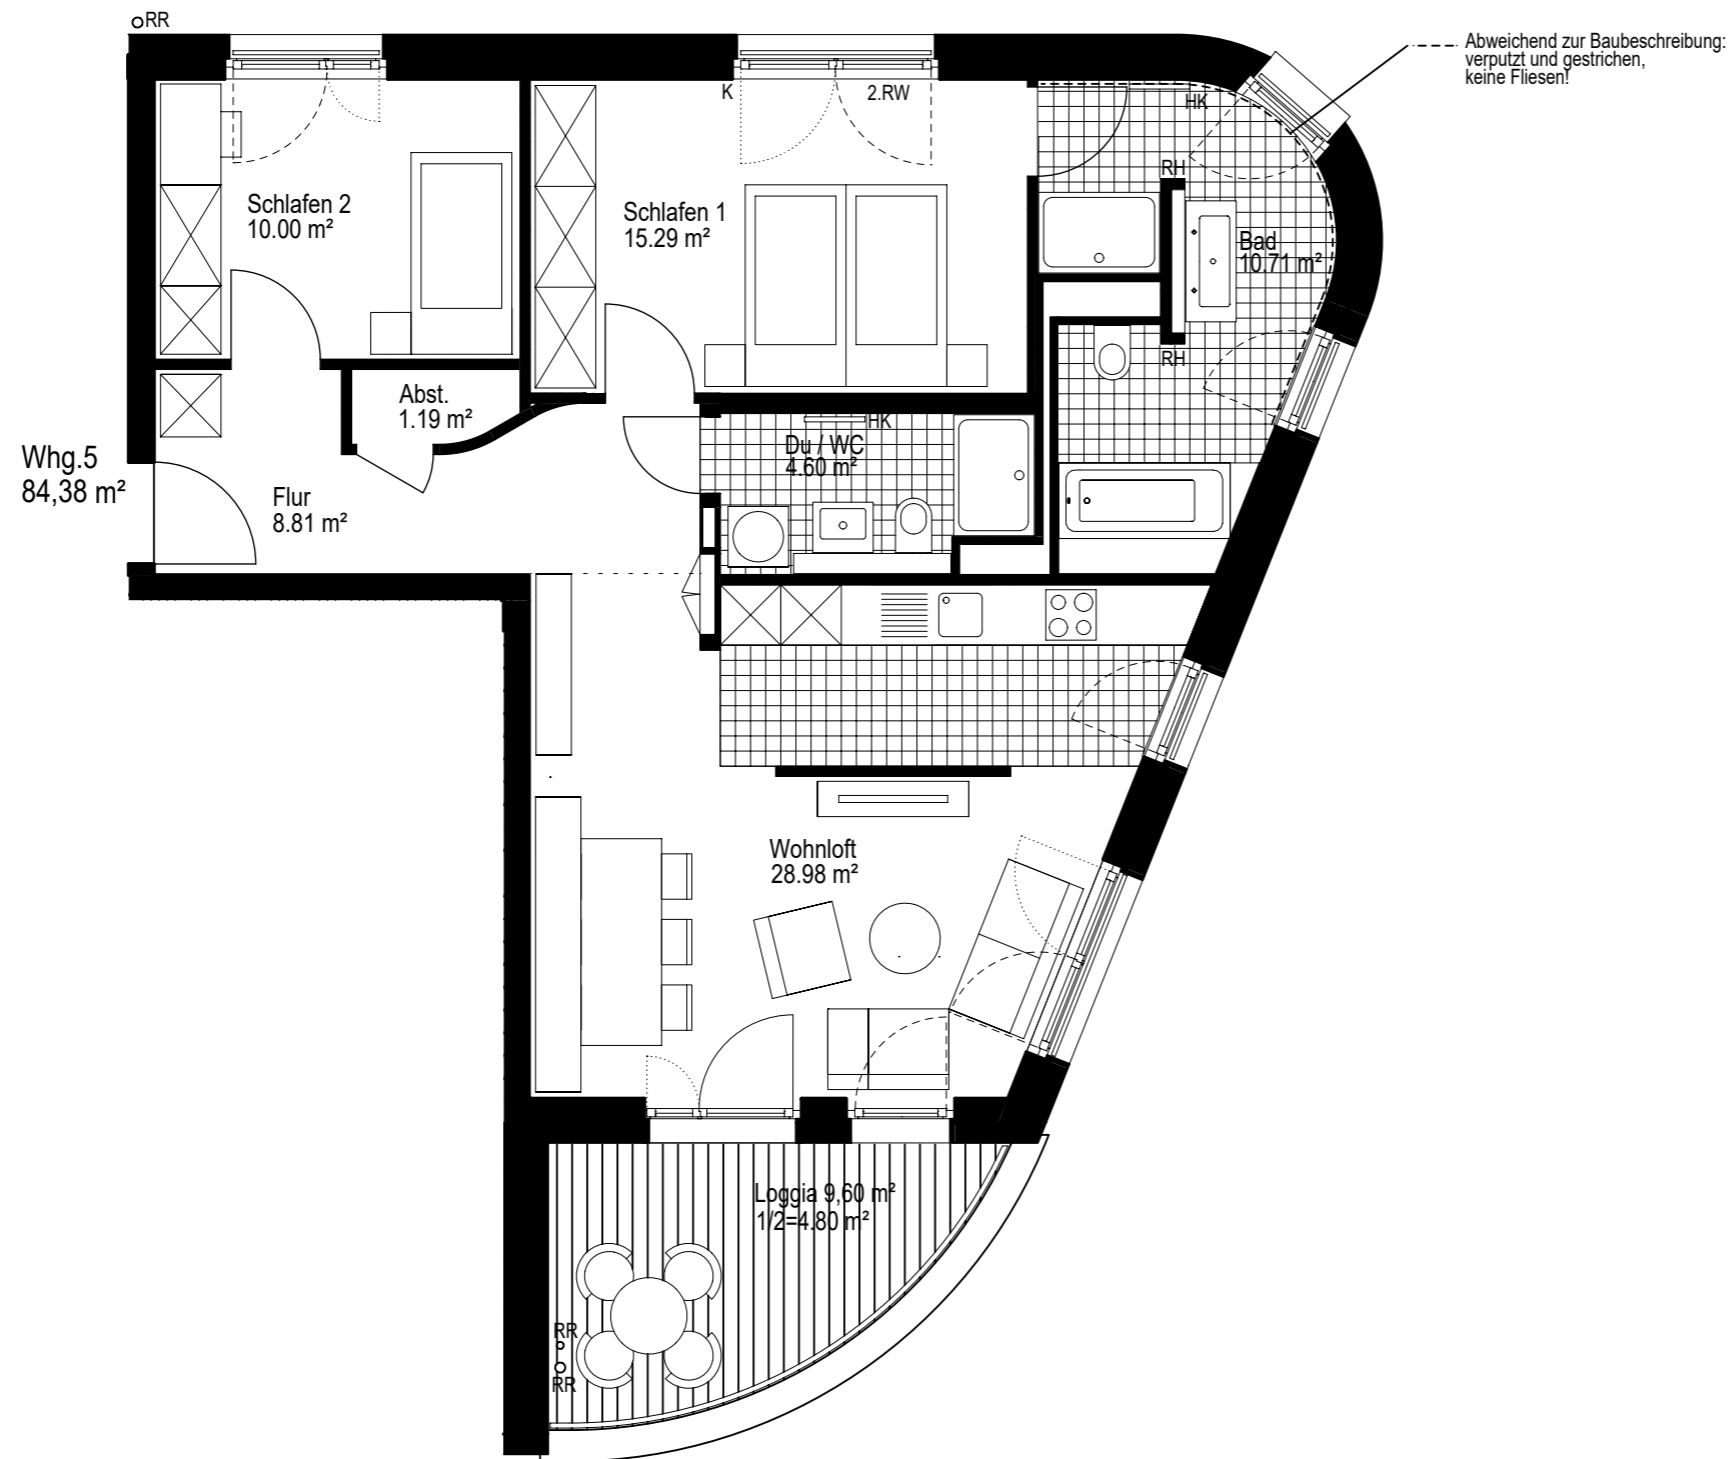 RR
Abweichend zur Baubeschreibung:
verputzt und gestrichen,
keine Fliesen!
K
2.RW
HK
RH
Schlafen 2
10.00 m²
Schlafen 1
15.29 m²
Bad
10.71 m²
RH
Abst.
1.19 m²
HK
Du / WC
4.60 m²
Whg.5
84,38 m²
Flur
8.81 m²
Wohnloft
28.98 m²
Loggia 9,60 m²
1/2=4.80 m²
RR
RR